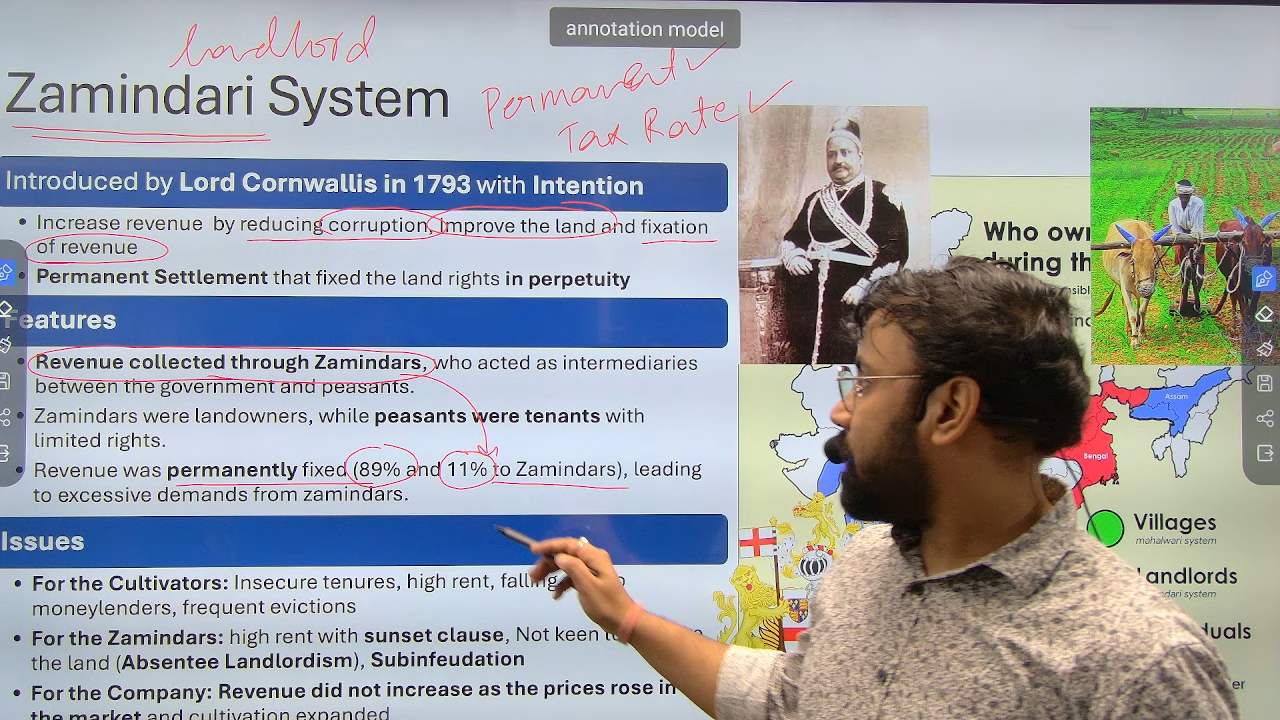 annotation model
landlord
Zamindari System
Permanent
Tax Rate
Introduced by Lord Cornwallis in 1793 with Intention
• Increase revenue by reducing corruption, improve the land and fixation
of revenue
• Permanent Settlement that fixed the land rights in perpetuity
Features
• Revenue collected through Zamindars, who acted as intermediaries
between the government and peasants.
• Zamindars were landowners, while peasants were tenants with
limited rights.
• Revenue was permanently fixed (89% and 11% to Zamindars), leading
to excessive demands from zamindars.
Issues
• For the Cultivators: Insecure tenures, high rent, falling
moneylenders, frequent evictions
• For the Zamindars: high rent with sunset clause, Not keen
the land (Absentee Landlordism), Subinfeudation
• For the Company: Revenue did not increase as the prices rose in
the market and cultivation expanded
Who
during
Assam
Bengal
Villages
mahalwari system
Landlords
system